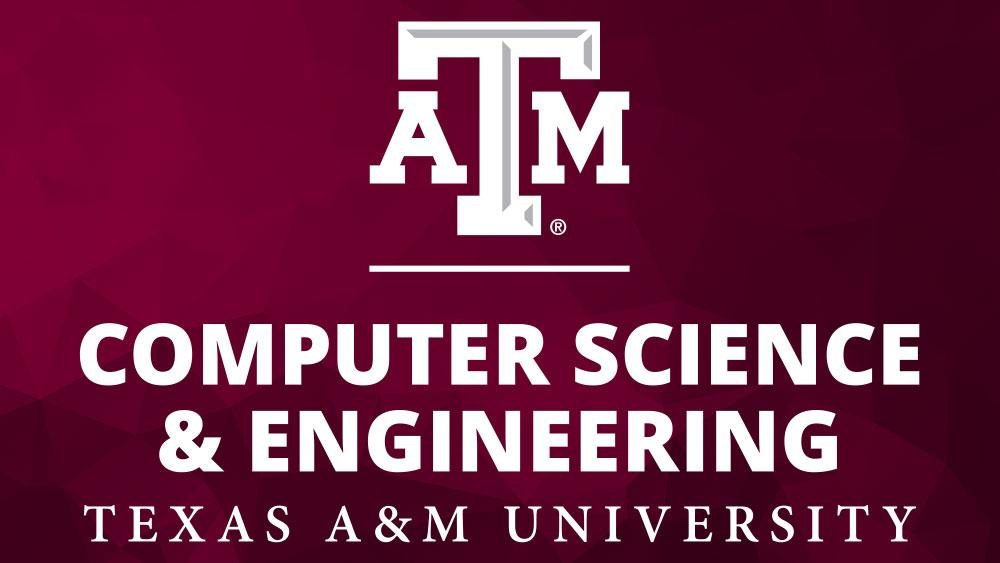 ATM®
COMPUTER SCIENCE
& ENGINEERING
TEXAS A&M UNIVERSITY